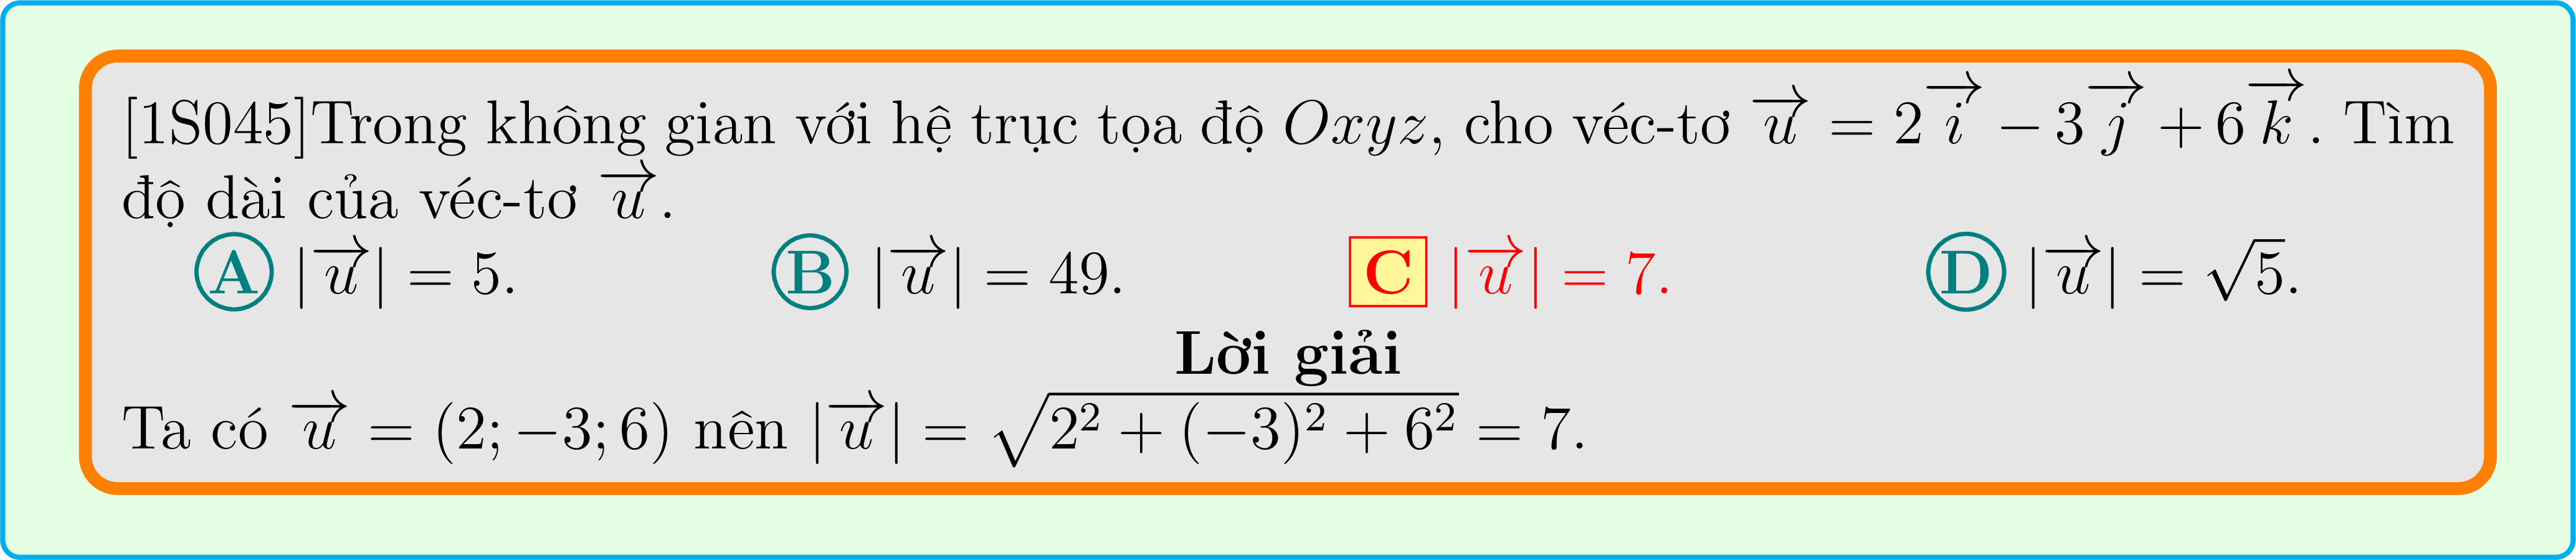 [1S045]Trong không gian với hệ trục tọa độ Oxyz, cho véc-tơ $\overrightarrow{u} = 2\overrightarrow{i} - 3\overrightarrow{j} + 6\overrightarrow{k}$. Tìm
độ dài của véc-tơ $\overrightarrow{u}$.
A $|\overrightarrow{u}| = 5$. B $|\overrightarrow{u}| = 49$. C $|\overrightarrow{u}| = 7$. D $|\overrightarrow{u}| = \sqrt{5}$.
Lời giải
Ta có $\overrightarrow{u} = (2; -3; 6)$ nên $|\overrightarrow{u}| = \sqrt{2^2 + (-3)^2 + 6^2} = 7$.